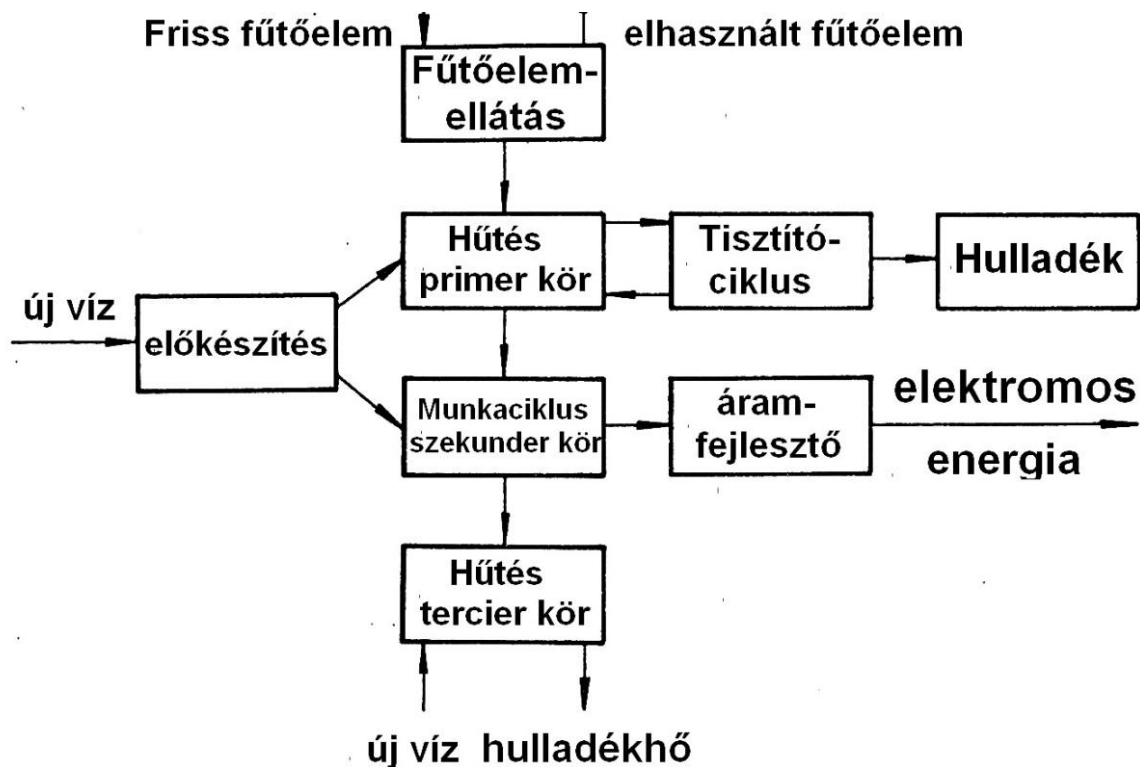 Friss fűtőelem
elhasznált fűtőelem
Fűtőelem-
ellátás
Hűtés
primer kör
Tisztító-
ciklus
Hulladék
új víz
előkészítés
Munkaciklus
szekunder kör
áram-
fejlesztő
elektromos
energia
Hűtés
tercier kör
új víz hulladékhő